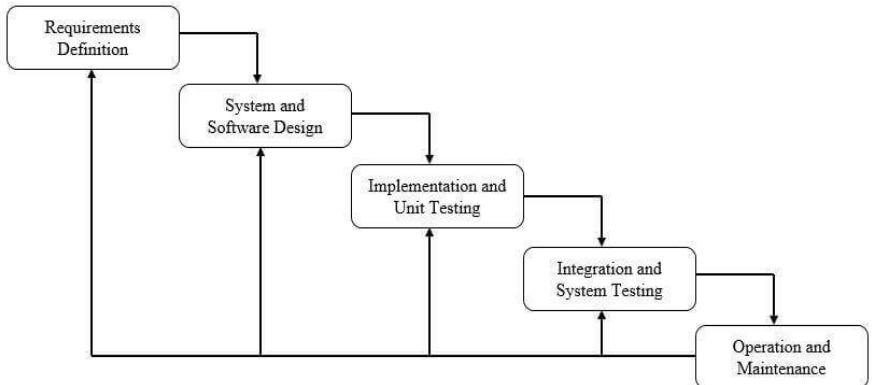 Requirements
Definition
System and
Software Design
Implementation and
Unit Testing
Integration and
System Testing
Operation and
Maintenance